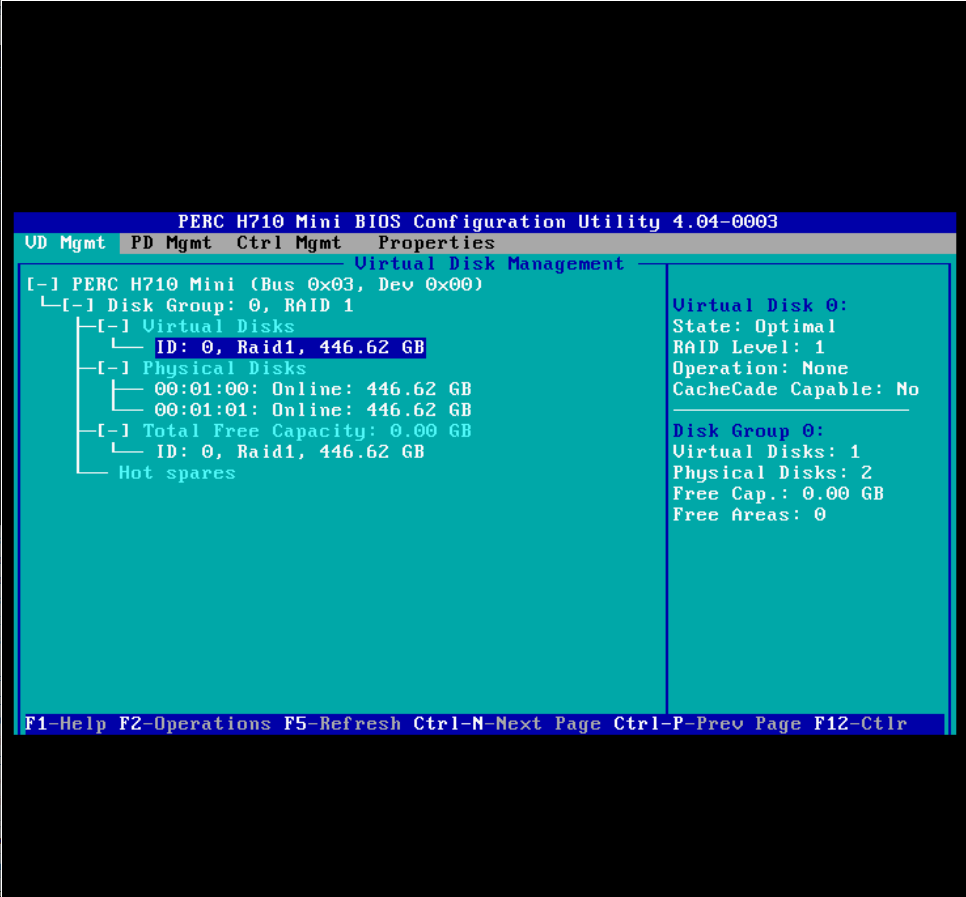 PERC H710 Mini BIOS Configuration Utility 4.04-0003
VD Mgmt PD Mgmt Ctrl Mgmt Properties
Virtual Disk Management
[-] PERC H710 Mini (Bus 0x03, Dev 0x00)
[-] Disk Group: 0, RAID 1
[-] Virtual Disks
ID: 0, Raid1, 446.62 GB
[-] Physical Disks
00:01:00: Online: 446.62 GB
00:01:01: Online: 446.62 GB
[-] Total Free Capacity: 0.00 GB
ID: 0, Raid1, 446.62 GB
Hot spares
Virtual Disk 0:
State: Optimal
RAID Level: 1
Operation: None
CacheCade Capable: No
Disk Group 0:
Virtual Disks: 1
Physical Disks: 2
Free Cap.: 0.00 GB
Free Areas: 0
F1-Help F2-Operations F5-Refresh Ctrl-N-Next Page Ctrl-P-Prev Page F12-Ctlr